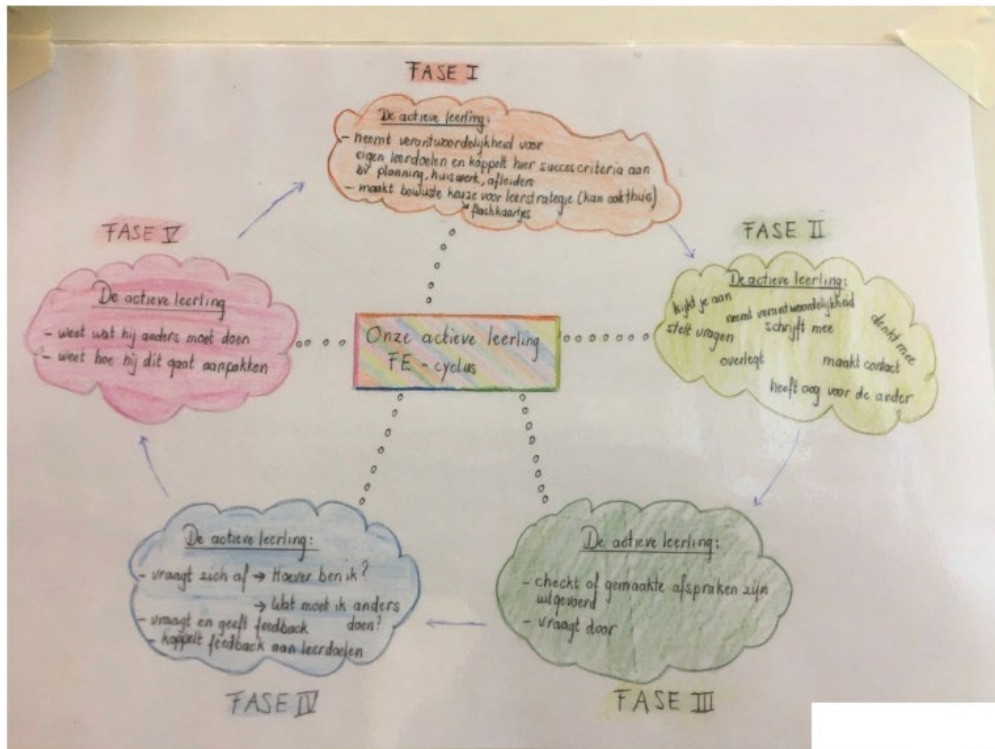 FASE I
De actieve leerling:
- neemt verantwoordelijkheid voor
eigen leerdoelen en koppelt hier succescriteria aan
bv planning, huiswerk, afleiders
- maakt bewuste keuze voor leerstrategie (kan ook thuis)
flashkaartjes
FASE II
De actieve leerling:
kijkt je aan
neemt verantwoordelijkheid
denkt mee
stelt vragen
schrijft mee
overlegt
maakt contact
heeft oog voor de ander
FASE V
De actieve leerling
- weet wat hij anders moet doen
- weet hoe hij dit gaat aanpakken
Onze actieve leerling
FE - cyclus
De actieve leerling:
- checkt of gemaakte afspraken zijn
uitgevoerd
- vraagt door
FASE III
De actieve leerling:
- vraagt zich af → Hoever ben ik?
→ Wat moet ik anders
doen?
- vraagt en geeft feedback
- koppelt feedback aan leerdoelen
FASE IV